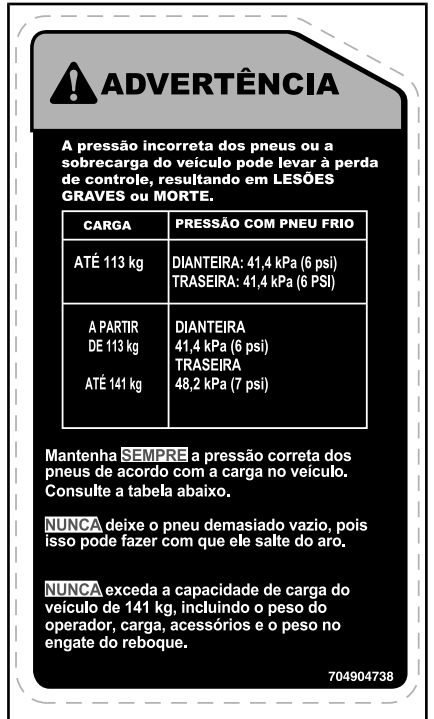 ADVERTÊNCIA
A pressão incorreta dos pneus ou a
sobrecarga do veículo pode levar à perda
de controle, resultando em LESÕES
GRAVES ou MORTE.
CARGA PRESSÃO COM PNEU FRIO
ATÉ 113 kg DIANTEIRA: 41,4 kPa (6 psi)
TRASEIRA: 41,4 kPa (6 PSI)
A PARTIR DIANTEIRA
DE 113 kg 41,4 kPa (6 psi)
TRASEIRA
ATÉ 141 kg 48,2 kPa (7 psi)
Mantenha SEMPRE a pressão correta dos
pneus de acordo com a carga no veículo.
Consulte a tabela abaixo.
NUNCA deixe o pneu demasiado vazio, pois
isso pode fazer com que ele salte do aro.
NUNCA exceda a capacidade de carga do
veículo de 141 kg, incluindo o peso do
operador, carga, acessórios e o peso no
engate do reboque.
704904738